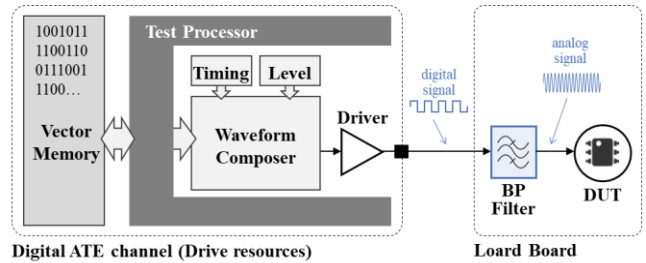 1001011
1100110
0111001
1100…
Vector
Memory
Test Processor
Timing
Level
Waveform
Composer
Driver
digital
signal
analog
signal
BP
Filter
DUT
Digital ATE channel (Drive resources)
Loard Board